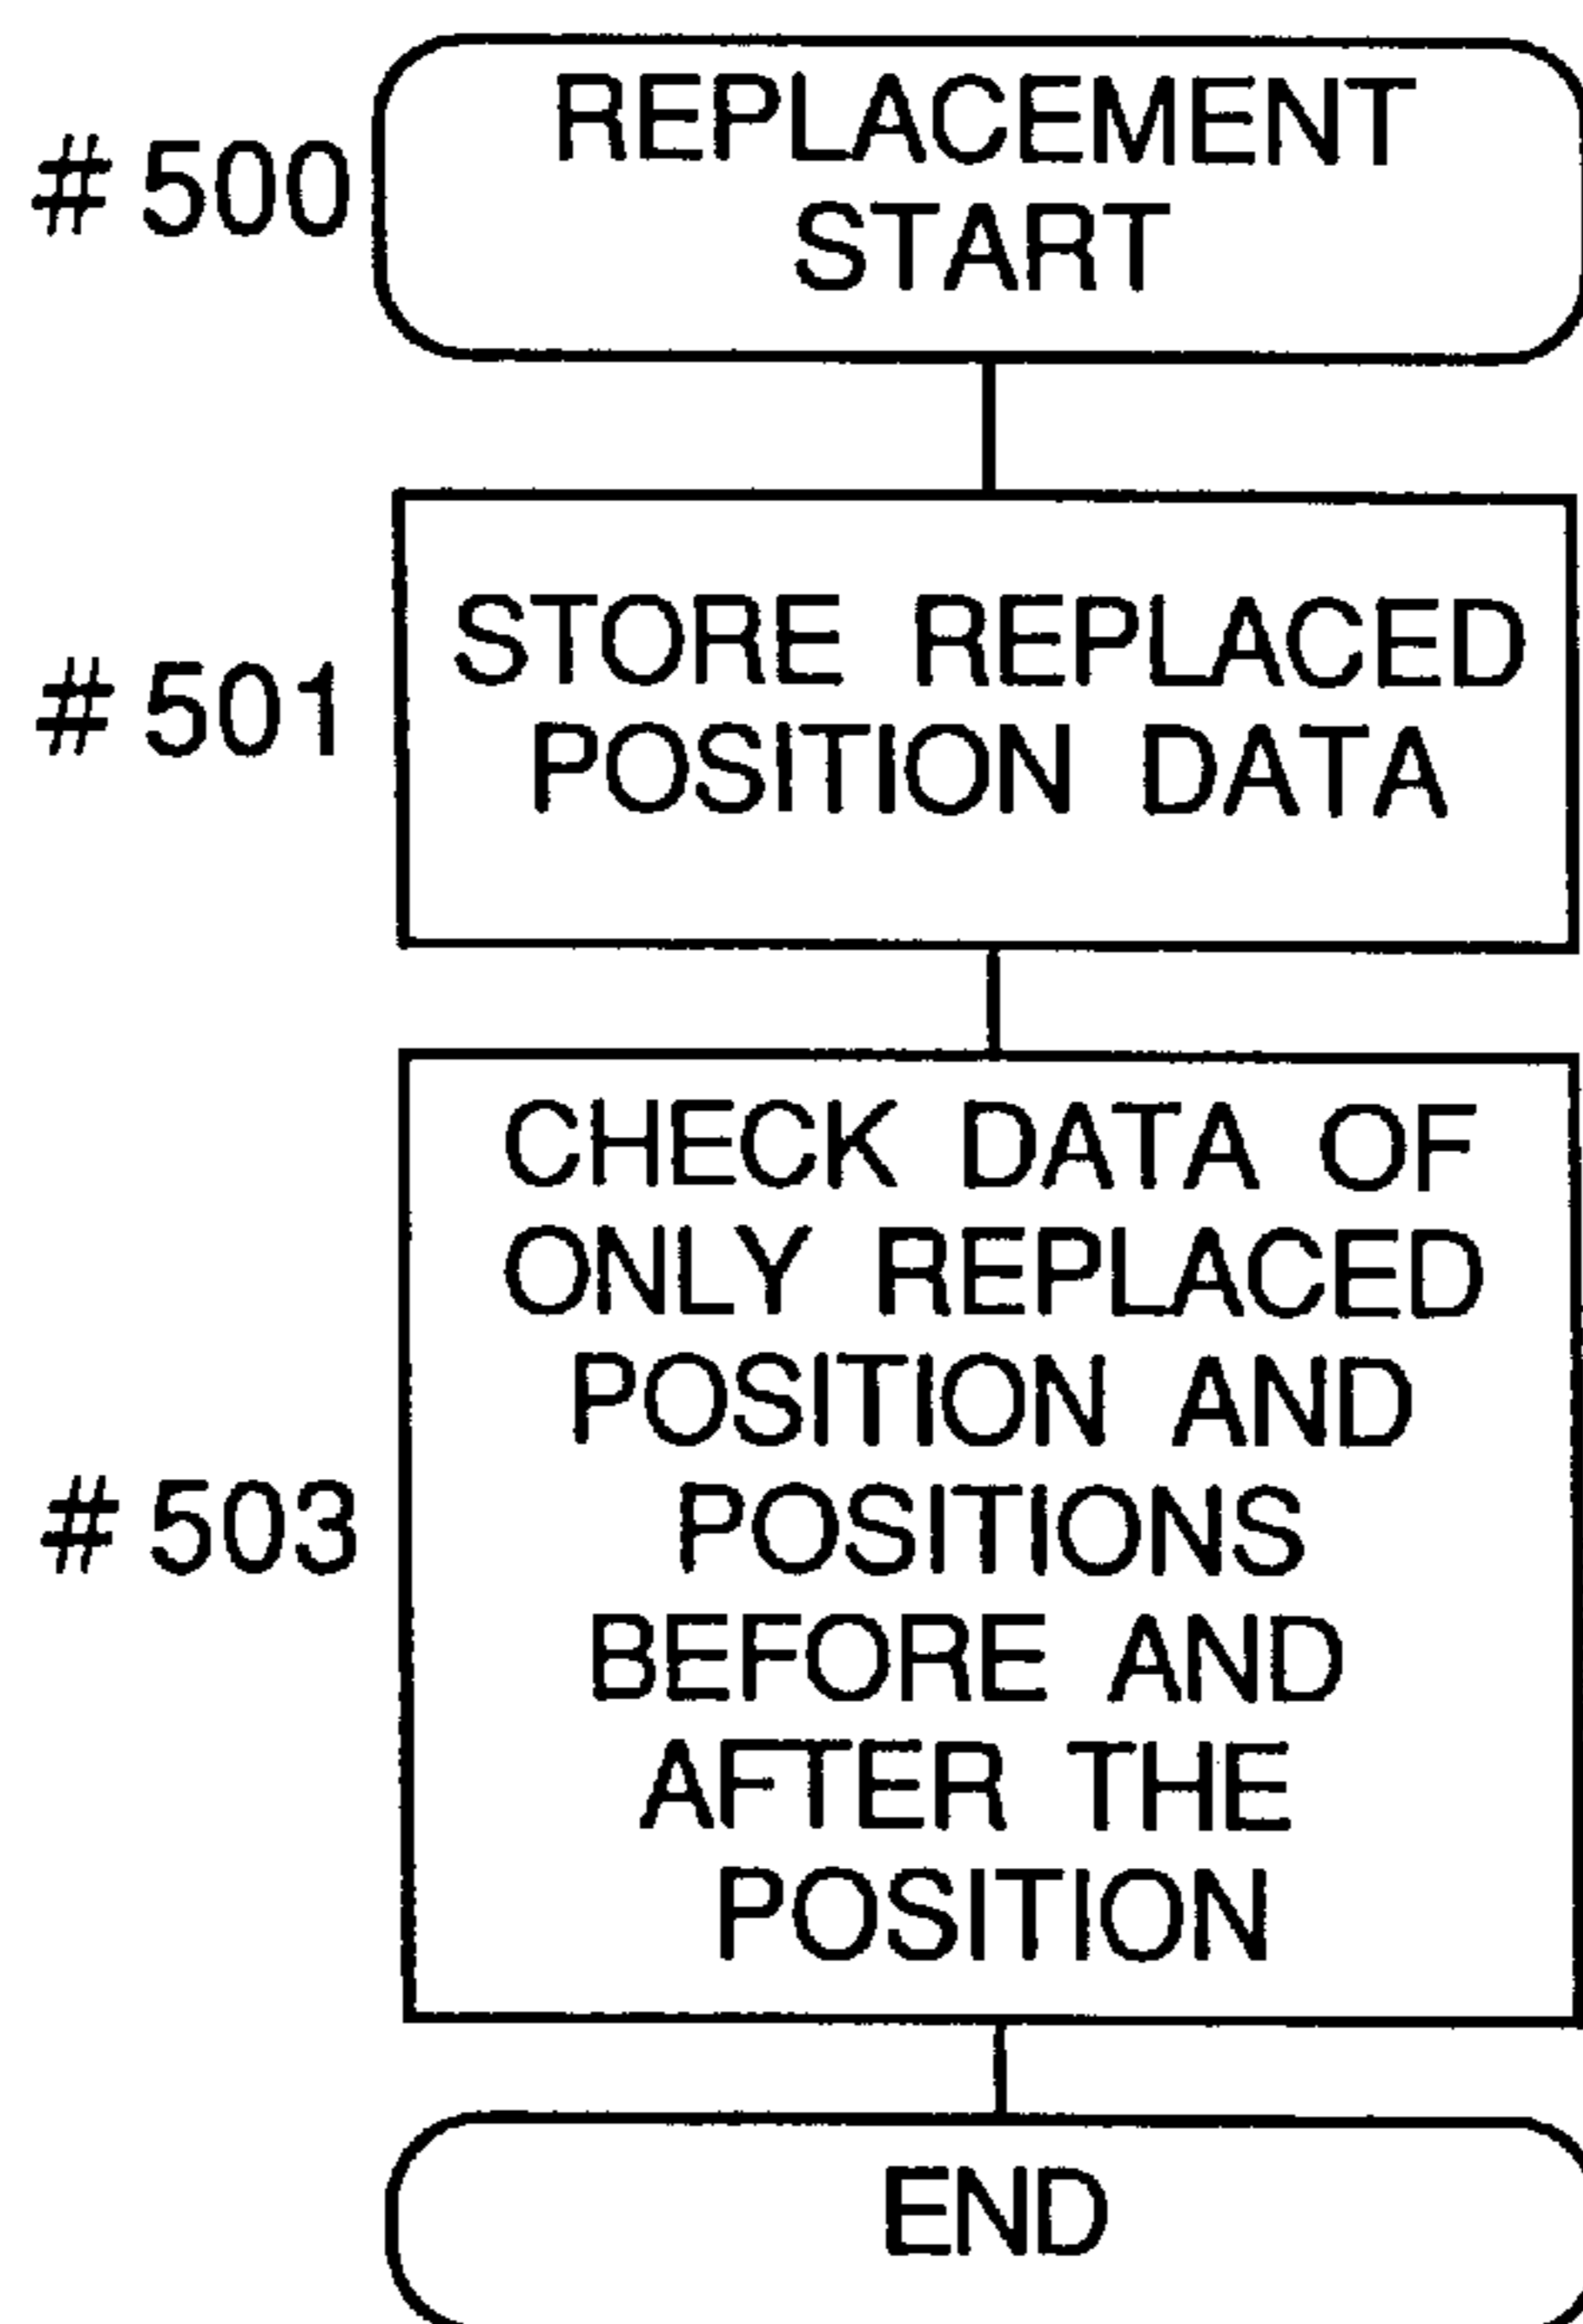 REPLACEMENT
#500
START
STORE REPLACED
#501
POSITION DATA
CHECK DATA OF
ONLY REPLACED
POSITION AND
#503
POSITIONS
BEFORE AND
AFTER THE
POSITION
END